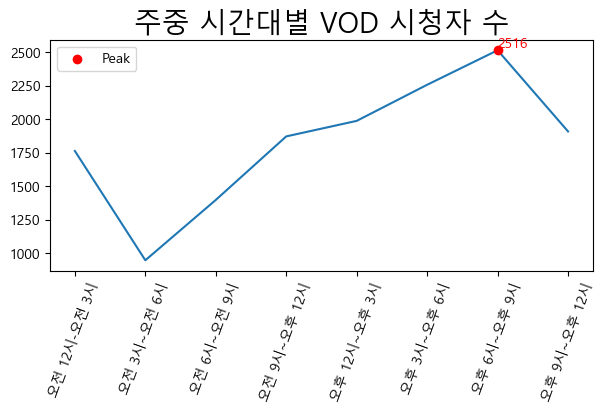 주중 시간대별 VOD 시청자 수
2516
Peak
2500
2250
2000
1750
1500
1250
1000
오전 12시-오전 3시
오전 3시~오전 6시
오전 6시~오전 9시
오전 9시~오후 12시
오후 12시~오후 3시
오후 3시~오후 6시
오후 6시~오후 9시
오후 9시~오후 12시